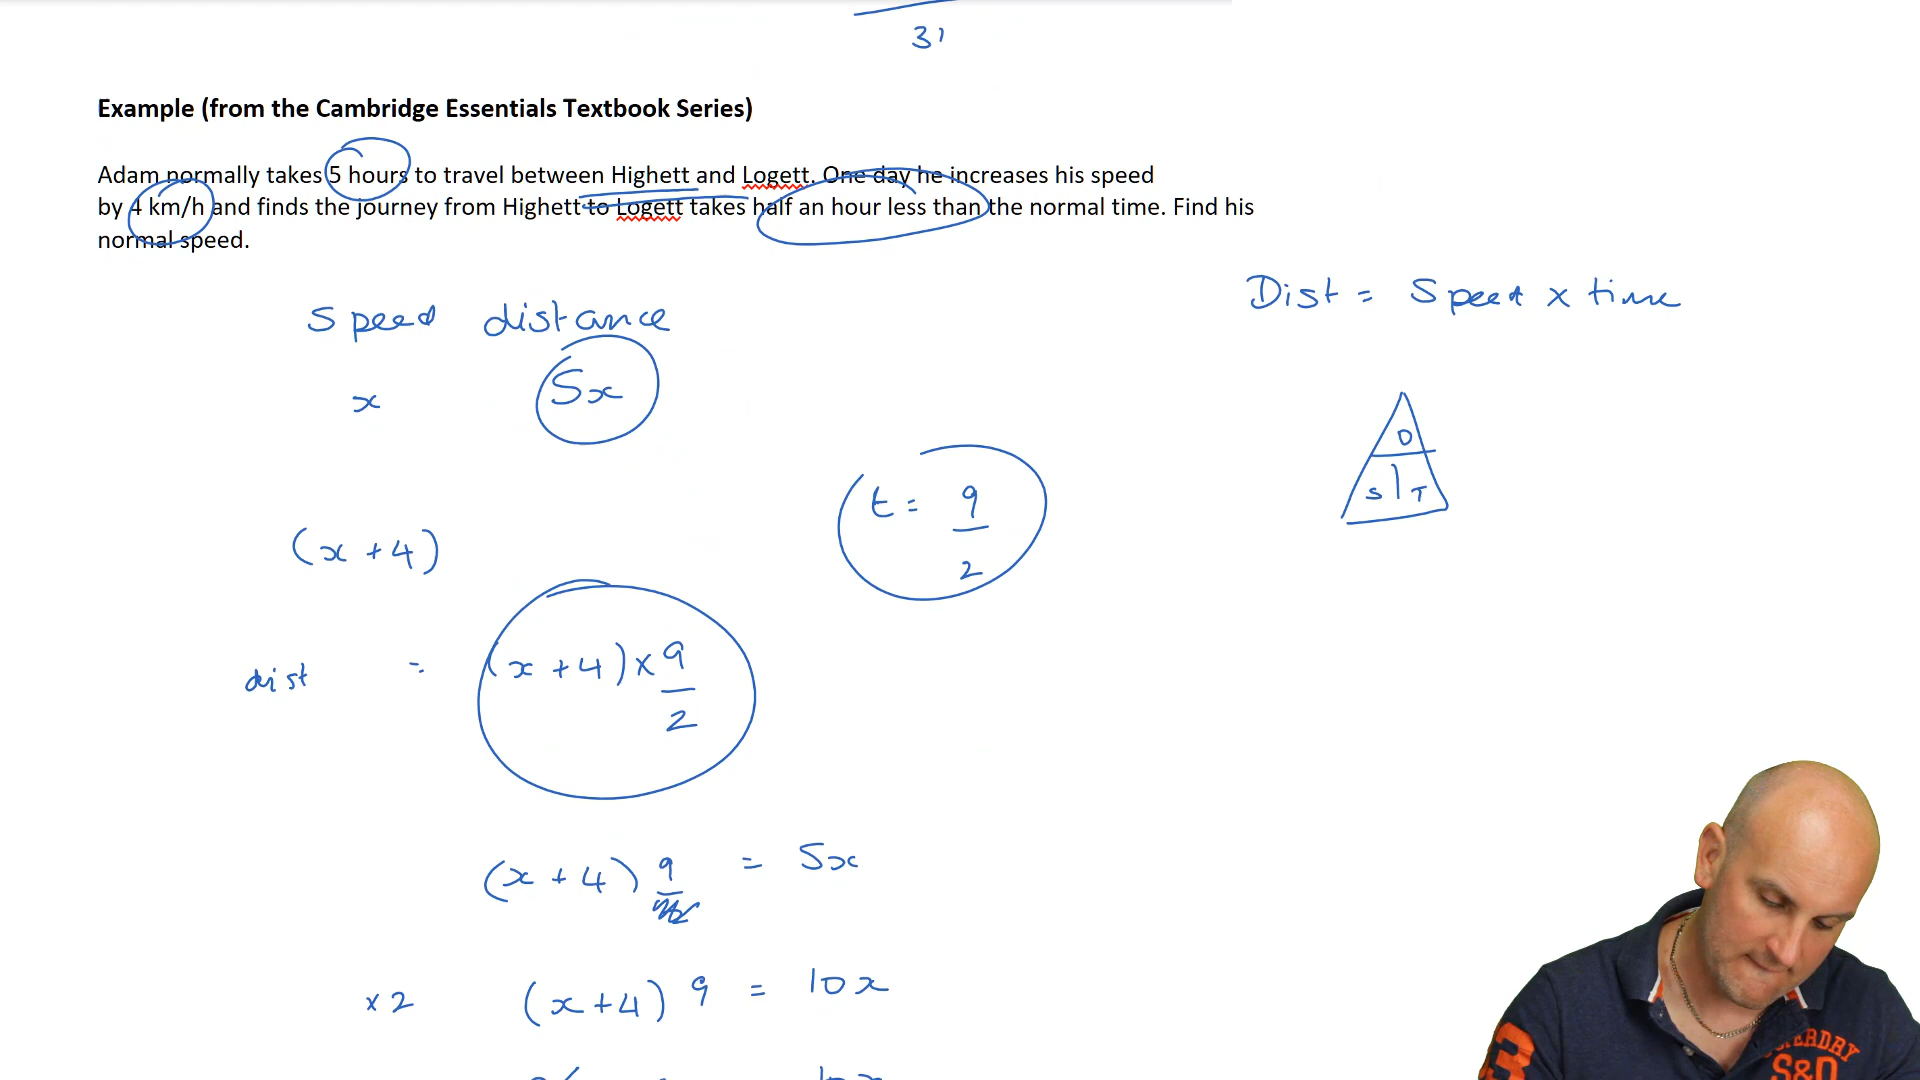 31
Example (from the Cambridge Essentials Textbook Series)
Adam normally takes 5 hours to travel between Highett and Logett. One day he increases his speed
by 4 km/h and finds the journey from Highett to Logett takes half an hour less than the normal time. Find his
normal speed.
Dist = Speed x time
speed distance
x 5x
D
S T
t = 9/2
(x + 4)
dist = (x + 4) x 9/2
(x + 4) 9/2 = 5x
x 2 (x + 4) 9 = 10x
10x
S&D
3